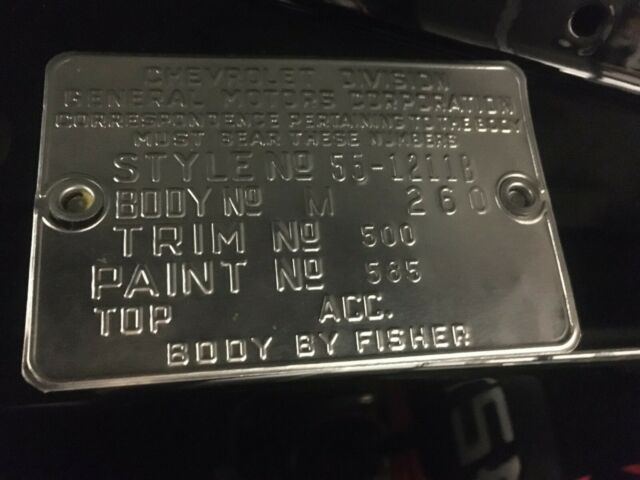 CHEVROLET DIVISION
GENERAL MOTORS CORPORATION
CORRESPONDENCE PERTAINING TO THE BODY
MUST BEAR THESE NUMBERS
STYLE No 55-1211B
BODY No M 260
TRIM No 500
PAINT No 585
TOP ACC.
BODY BY FISHER